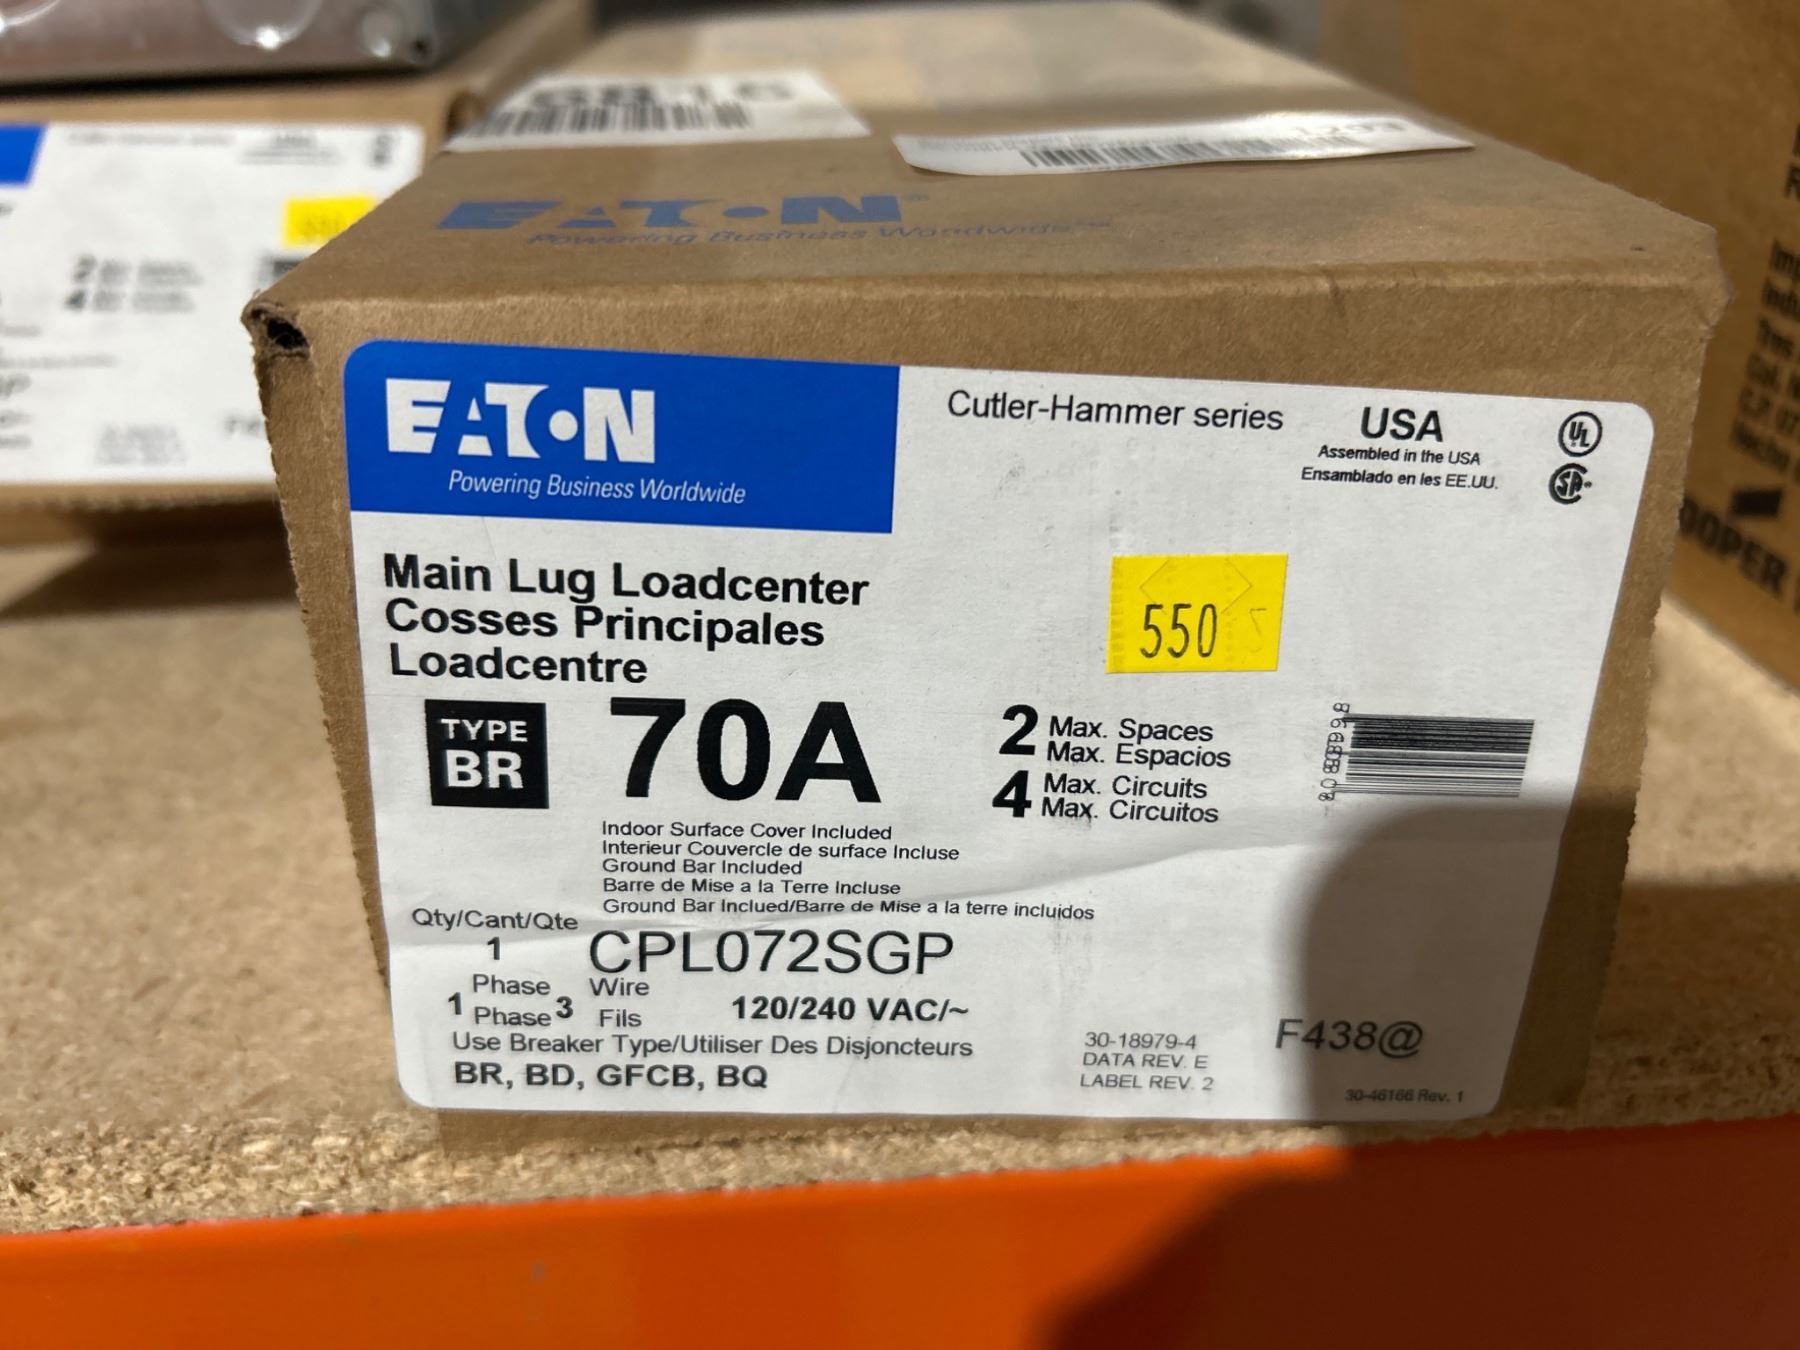 EATON®
Powering Business Worldwide
EATON
Powering Business Worldwide
Cutler-Hammer series
USA
Assembled in the USA
Ensamblado en les EE.UU.
UL
Main Lug Loadcenter
Cosses Principales
Loadcentre
550
TYPE
BR
70A
2 Max. Spaces
Max. Espacios
4 Max. Circuits
Max. Circuitos
Indoor Surface Cover Included
Interieur Couvercle de surface Incluse
Ground Bar Included
Barre de Mise a la Terre Incluse
Ground Bar Inclued/Barre de Mise a la terre incluidos
Qty/Cant/Qte
1
CPL072SGP
Phase Wire
1 Phase 3 Fils
120/240 VAC/~
Use Breaker Type/Utiliser Des Disjoncteurs
BR, BD, GFCB, BQ
30-18979-4
DATA REV. E
LABEL REV. 2
F438@
30-46166 Rev. 1
2
4
OOPER